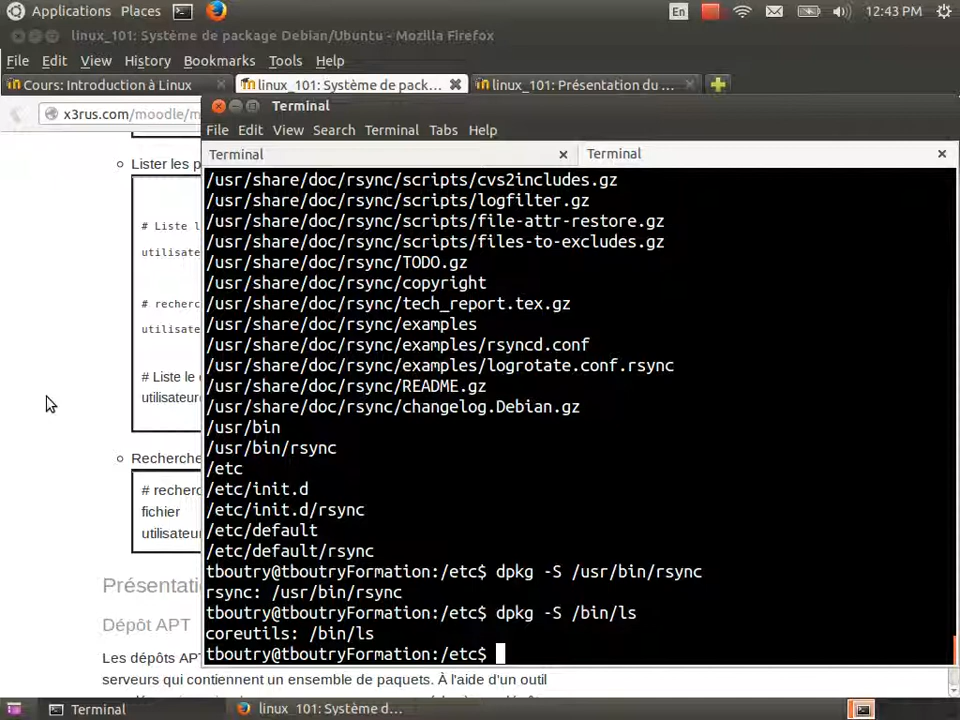 Applications Places En 12:43 PM
linux_101: Système de package Debian/Ubuntu - Mozilla Firefox
File Edit View History Bookmarks Tools Help
Cours: Introduction à Linux linux_101: Système de pack... linux_101: Présentation du ...
x3rus.com/moodle/m
Terminal
File Edit View Search Terminal Tabs Help
Terminal Terminal
Lister les p
# Liste l
utilisate
# recherc
utilisate
# Liste le
utilisateur
Recherche
# recherc
fichier
utilisateu
Présentati
Dépôt APT
Les dépôts AP
serveurs qui contiennent un ensemble de paquets. À l'aide d'un outil
/usr/share/doc/rsync/scripts/cvs2includes.gz
/usr/share/doc/rsync/scripts/logfilter.gz
/usr/share/doc/rsync/scripts/file-attr-restore.gz
/usr/share/doc/rsync/scripts/files-to-excludes.gz
/usr/share/doc/rsync/TODO.gz
/usr/share/doc/rsync/copyright
/usr/share/doc/rsync/tech_report.tex.gz
/usr/share/doc/rsync/examples
/usr/share/doc/rsync/examples/rsyncd.conf
/usr/share/doc/rsync/examples/logrotate.conf.rsync
/usr/share/doc/rsync/README.gz
/usr/share/doc/rsync/changelog.Debian.gz
/usr/bin
/usr/bin/rsync
/etc
/etc/init.d
/etc/init.d/rsync
/etc/default
/etc/default/rsync
tboutry@tboutryFormation:/etc$ dpkg -S /usr/bin/rsync
rsync: /usr/bin/rsync
tboutry@tboutryFormation:/etc$ dpkg -S /bin/ls
coreutils: /bin/ls
tboutry@tboutryFormation:/etc$
Terminal linux_101: Système d...